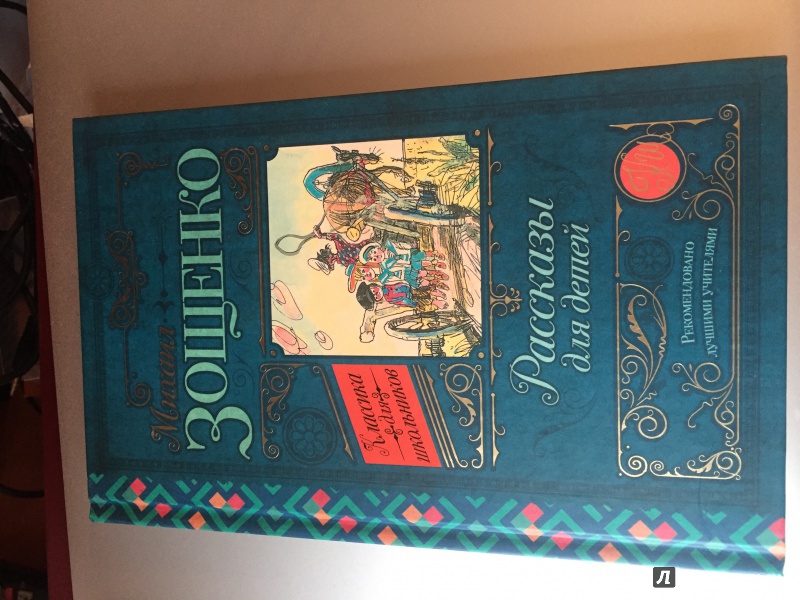 Михаил
ЗОЩЕНКО
Классика
для
школьников
Рассказы
для детей
Рекомендовано
лучшими учителями
Л